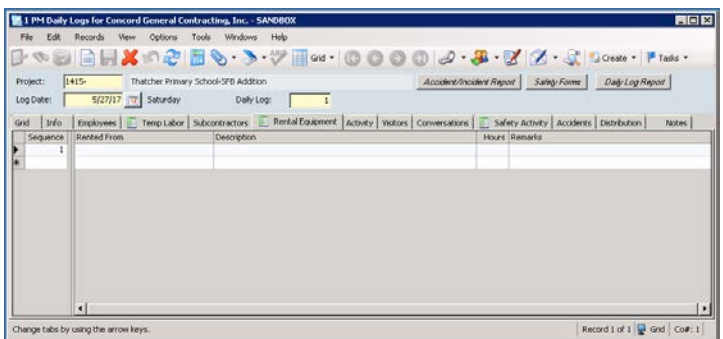 1 PM Daily Logs for Concord General Contracting, Inc. - SANDBOX
File Edit Records View Options Tools Windows Help
Grid Create Tasks
Project: 1415- Thatcher Primary School-SFB Addition Accident/Incident Report Safety Forms Daily Log Report
Log Date: 5/27/17 Saturday Daily Log: 1
Grid Info Employees Temp Labor Subcontractors Rental Equipment Activity Visitors Conversations Safety Activity Accidents Distribution Notes
Sequence Rented From Description Hours Remarks
1
Change tabs by using the arrow keys. Record 1 of 1 Grid Co#: 1